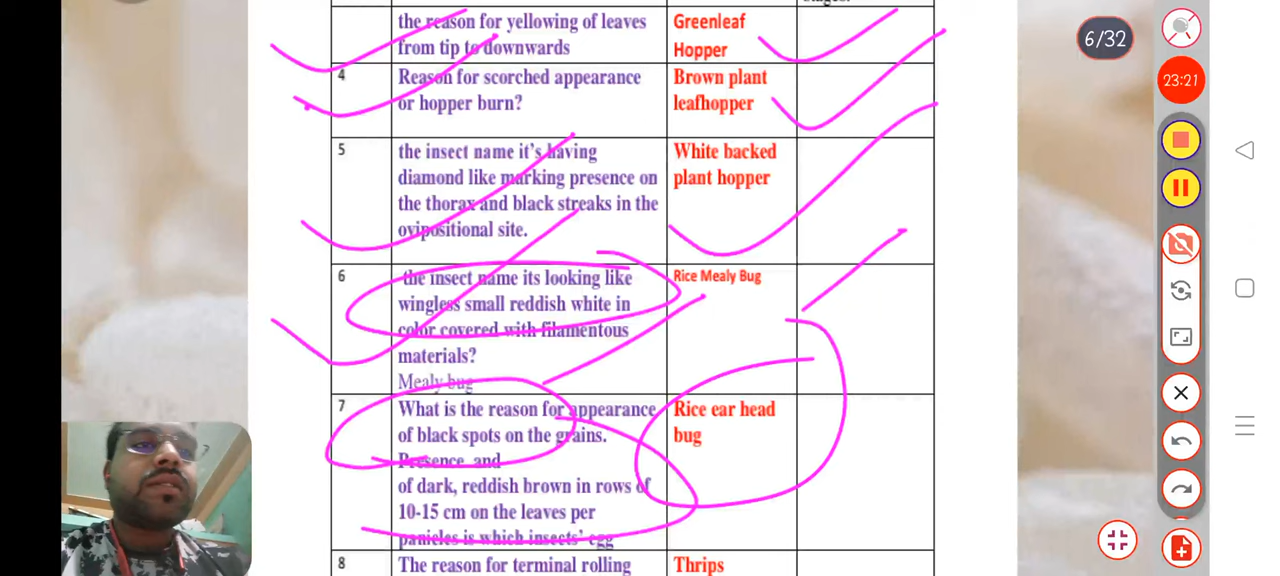 stages.
the reason for yellowing of leaves
from tip to downwards
Greenleaf
Hopper
4
Reason for scorched appearance
or hopper burn?
Brown plant
leafhopper
5
the insect name it's having
diamond like marking presence on
the thorax and black streaks in the
ovipositional site.
White backed
plant hopper
6
the insect name its looking like
wingless small reddish white in
color covered with filamentous
materials?
Mealy bug
Rice Mealy Bug
7
What is the reason for appearance
of black spots on the grains.
Presence and
of dark, reddish brown in rows of
10-15 cm on the leaves per
panieles is which insects' egg
Rice ear head
bug
8
The reason for terminal rolling
Thrips
6/32
23:21